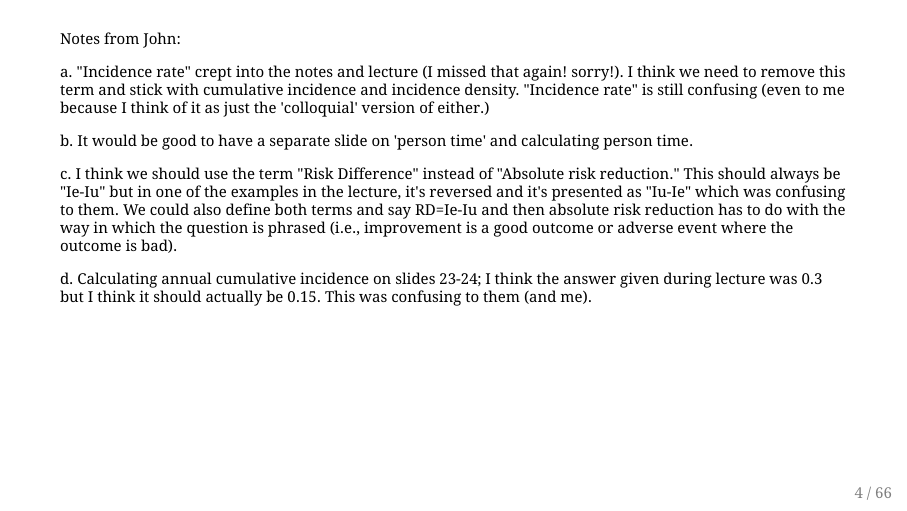 Notes from John:
a. "Incidence rate" crept into the notes and lecture (I missed that again! sorry!). I think we need to remove this
term and stick with cumulative incidence and incidence density. "Incidence rate" is still confusing (even to me
because I think of it as just the 'colloquial' version of either.)
b. It would be good to have a separate slide on 'person time' and calculating person time.
c. I think we should use the term "Risk Difference" instead of "Absolute risk reduction." This should always be
"Ie-Iu" but in one of the examples in the lecture, it's reversed and it's presented as "Iu-Ie" which was confusing
to them. We could also define both terms and say RD=Ie-Iu and then absolute risk reduction has to do with the
way in which the question is phrased (i.e., improvement is a good outcome or adverse event where the
outcome is bad).
d. Calculating annual cumulative incidence on slides 23-24; I think the answer given during lecture was 0.3
but I think it should actually be 0.15. This was confusing to them (and me).
4 / 66